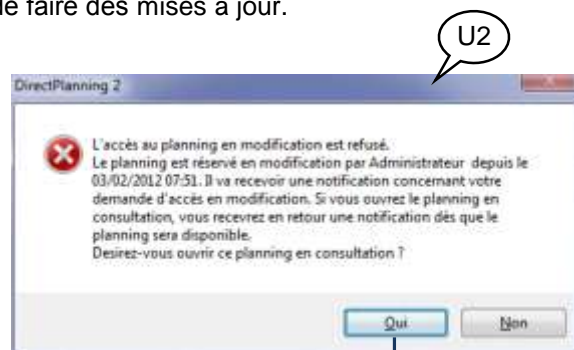 de faire des mises à jour.
U2
DirectPlanning 2
L'accès au planning en modification est refusé.
Le planning est réservé en modification par Administrateur depuis le
03/02/2012 07:51. Il va recevoir une notification concernant votre
demande d'accès en modification. Si vous ouvrez le planning en
consultation, vous recevrez en retour une notification dès que le
planning sera disponible.
Desirez-vous ouvrir ce planning en consultation ?
Oui
Non